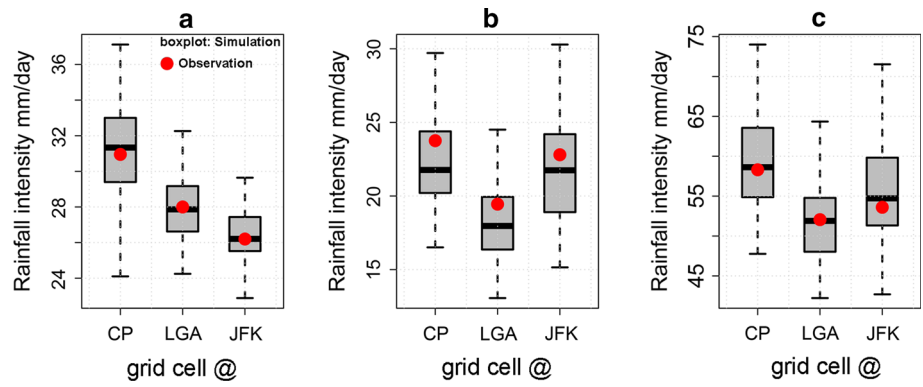 a
b
c
Rainfall intensity mm/day
36
32
28
24
boxplot: Simulation
Observation
CP LGA JFK
grid cell @
Rainfall intensity mm/day
30
25
20
15
CP LGA JFK
grid cell @
Rainfall intensity mm/day
75
65
55
45
CP LGA JFK
grid cell @